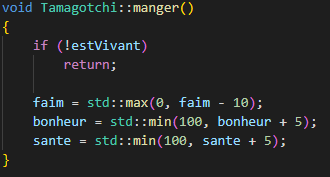 void Tamagotchi::manger()
{
    if (!estVivant)
        return;

    faim = std::max(0, faim - 10);
    bonheur = std::min(100, bonheur + 5);
    sante = std::min(100, sante + 5);
}